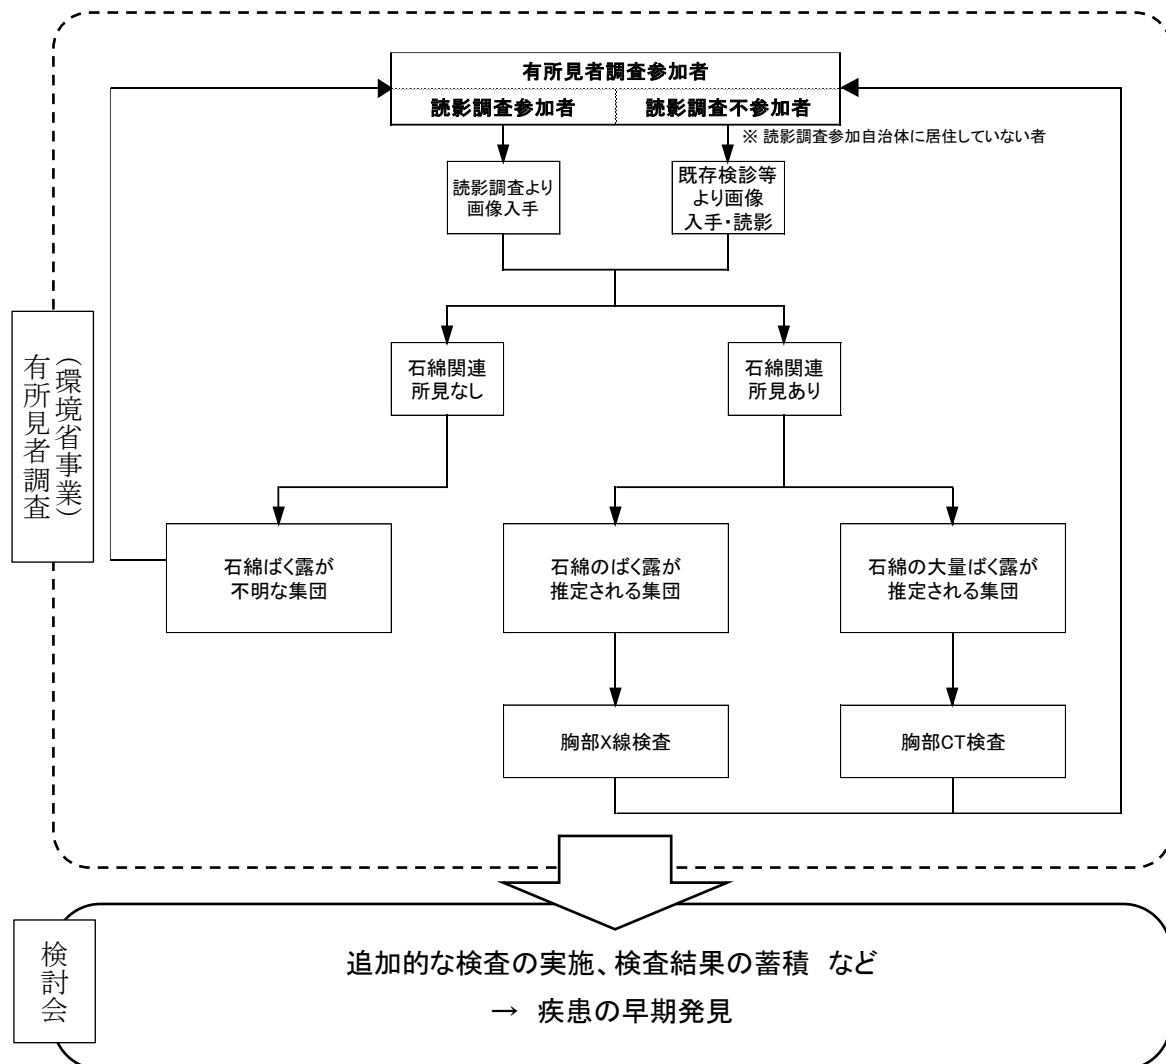 有所見者調査参加者
読影調査参加者
読影調査不参加者
※ 読影調査参加自治体に居住していない者
読影調査より
画像入手
既存検診等
より画像
入手・読影
石綿関連
所見なし
石綿関連
所見あり
(環境省事業)
有所見者調査
石綿ばく露が
不明な集団
石綿のばく露が
推定される集団
石綿の大量ばく露が
推定される集団
胸部X線検査
胸部CT検査
検討会
追加的な検査の実施、検査結果の蓄積 など
→ 疾患の早期発見